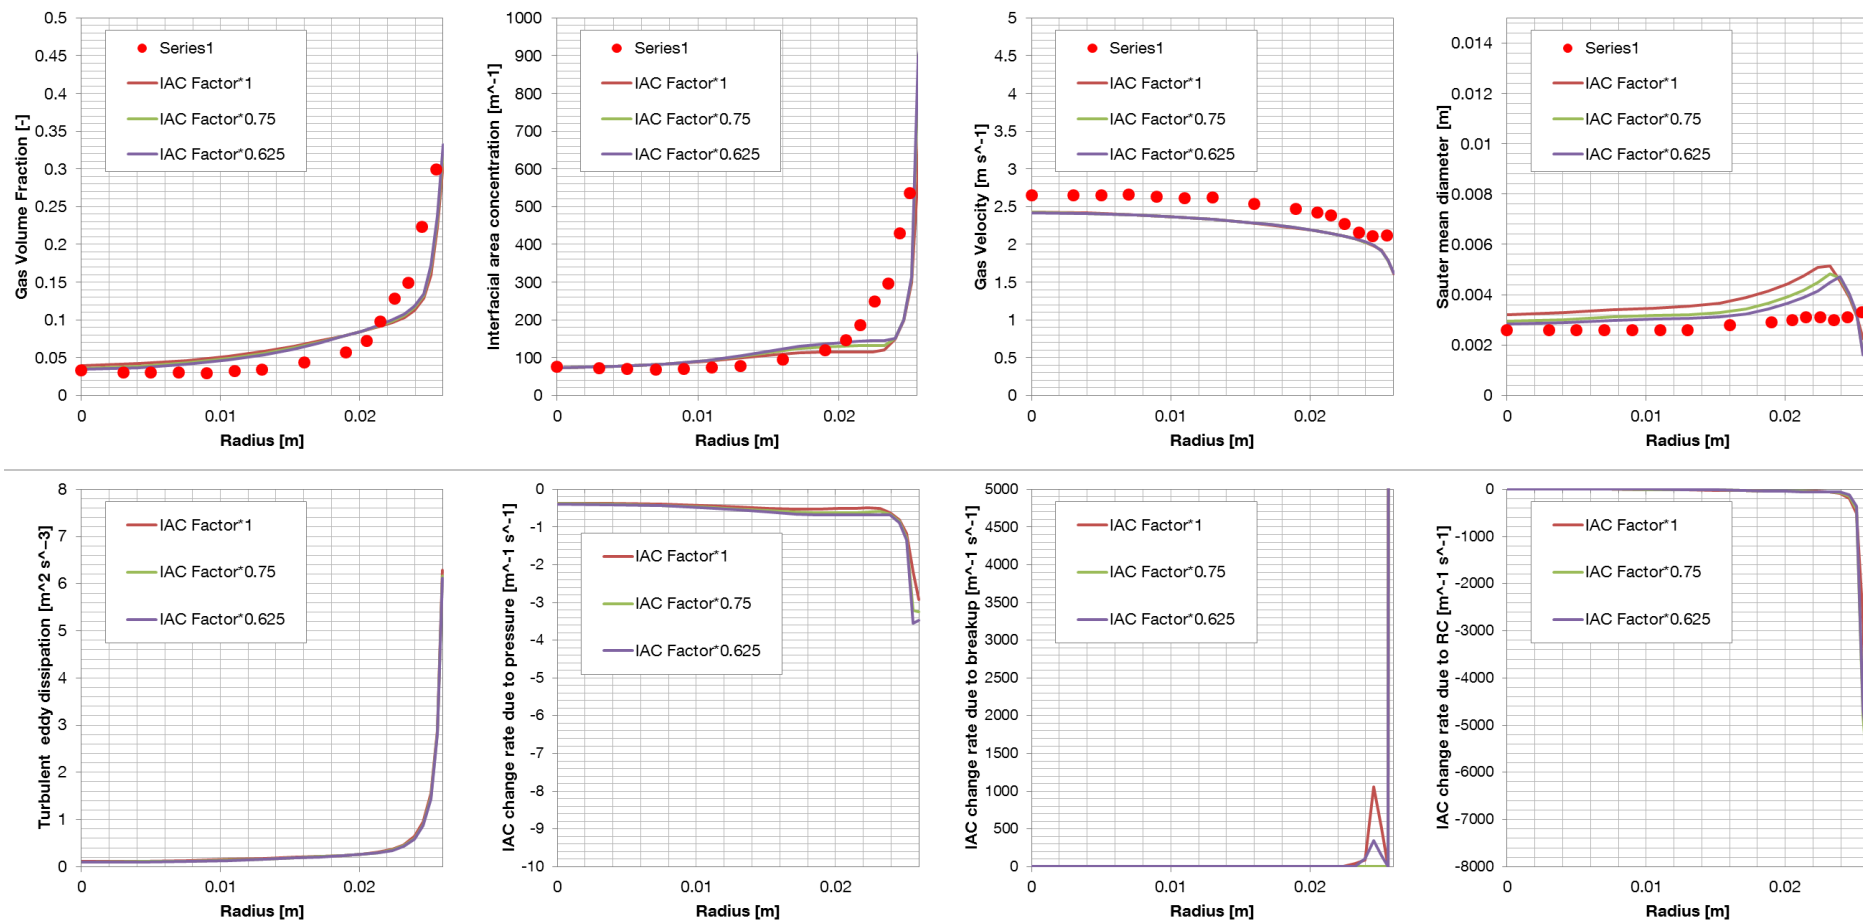 0.5
0.45
0.4
0.35
0.3
0.25
0.2
0.15
0.1
0.05
0
Gas Volume Fraction [-]
Series1
IAC Factor*1
IAC Factor*0.75
IAC Factor*0.625
0
0.01
0.02
Radius [m]
1000
900
800
700
600
500
400
300
200
100
0
Interfacial area concentration [m^-1]
Series1
IAC Factor*1
IAC Factor*0.75
IAC Factor*0.625
0
0.01
0.02
Radius [m]
5
4.5
4
3.5
3
2.5
2
1.5
1
0.5
0
Gas Velocity [m s^-1]
Series1
IAC Factor*1
IAC Factor*0.75
IAC Factor*0.625
0
0.01
0.02
Radius [m]
0.014
0.012
0.01
0.008
0.006
0.004
0.002
0
Sauter mean diameter [m]
Series1
IAC Factor*1
IAC Factor*0.75
IAC Factor*0.625
0
0.01
0.02
Radius [m]
8
7
6
5
4
3
2
1
0
Turbulent eddy dissipation [m^2 s^-3]
IAC Factor*1
IAC Factor*0.75
IAC Factor*0.625
0
0.01
0.02
Radius [m]
0
-1
-2
-3
-4
-5
-6
-7
-8
-9
-10
IAC change rate due to pressure [m^-1 s^-1]
IAC Factor*1
IAC Factor*0.75
IAC Factor*0.625
0
0.01
0.02
Radius [m]
5000
4500
4000
3500
3000
2500
2000
1500
1000
500
0
IAC change rate due to breakup [m^-1 s^-1]
IAC Factor*1
IAC Factor*0.75
IAC Factor*0.625
0
0.01
0.02
Radius [m]
0
-1000
-2000
-3000
-4000
-5000
-6000
-7000
-8000
IAC change rate due to RC [m^-1 s^-1]
IAC Factor*1
IAC Factor*0.75
IAC Factor*0.625
0
0.01
0.02
Radius [m]